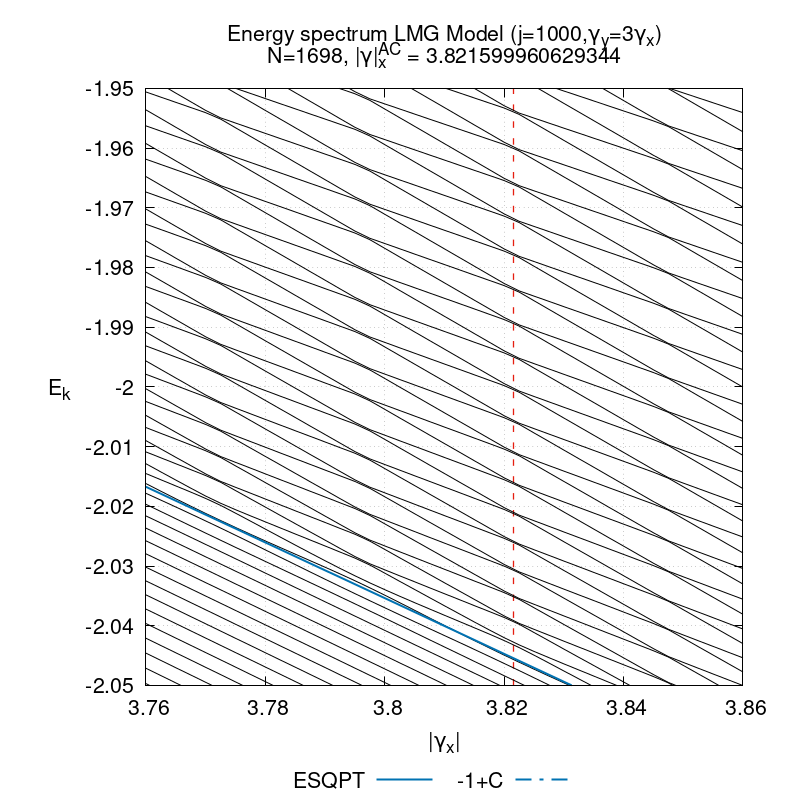 Energy spectrum LMG Model (j=1000,γy=3γx)
N=1698, |γ|xAC = 3.821599960629344
-1.95
-1.96
-1.97
-1.98
-1.99
Ek
-2
-2.01
-2.02
-2.03
-2.04
-2.05
3.76 3.78 3.8 3.82 3.84 3.86
|γx|
ESQPT -1+C